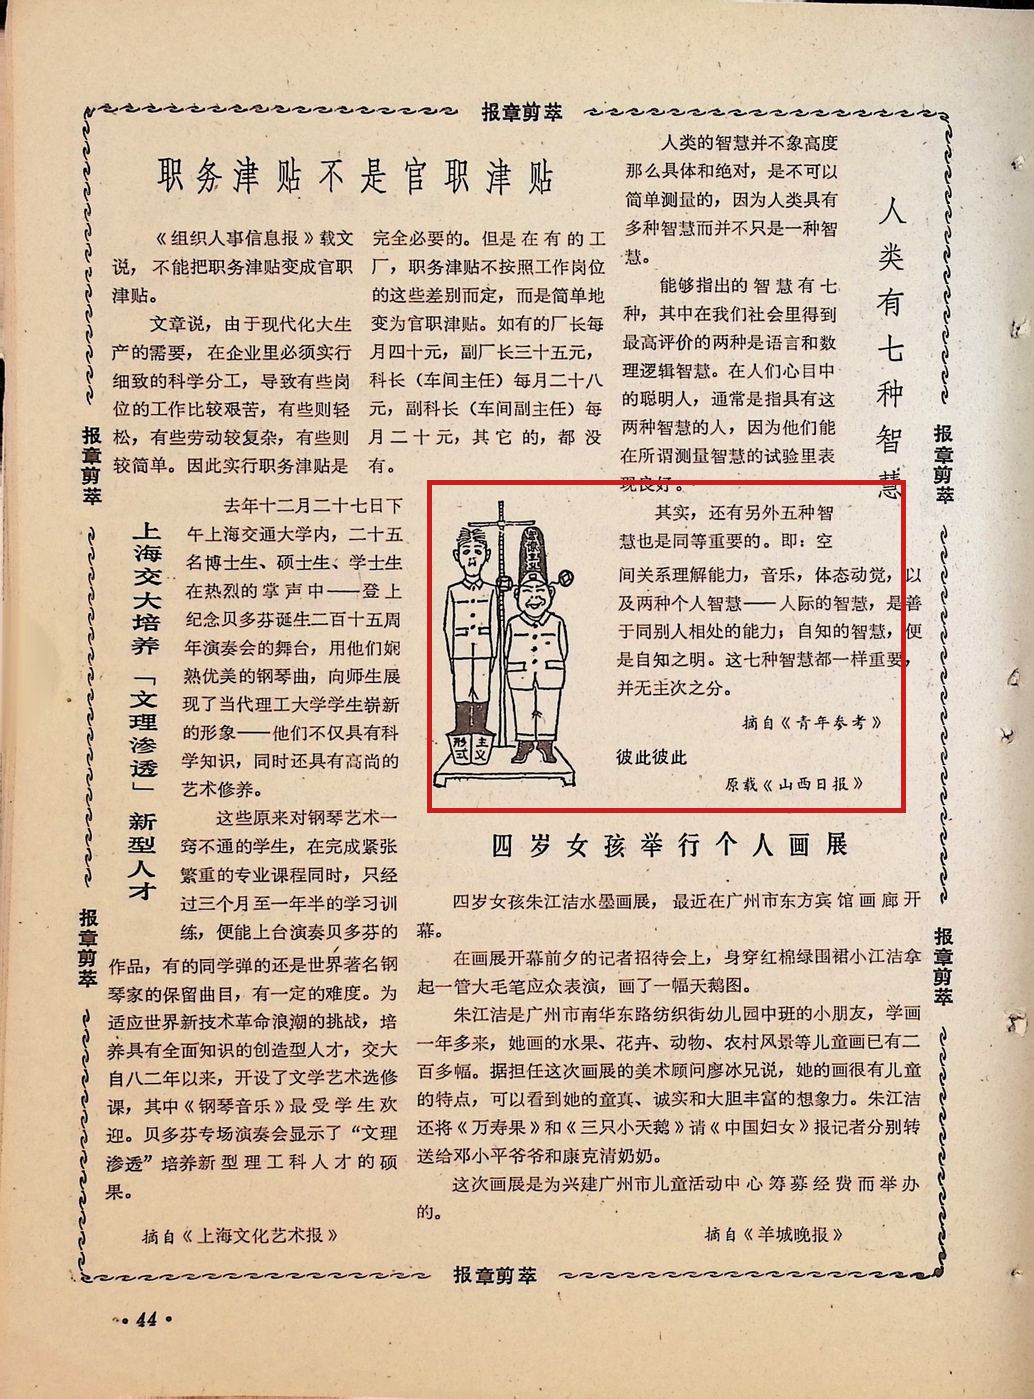 报章剪萃
职务津贴不是官职津贴
《组织人事信息报》载文
说，不能把职务津贴变成官职
津贴。
文章说，由于现代化大生
产的需要，在企业里必须实行
细致的科学分工，导致有些岗
位的工作比较艰苦，有些则轻
松，有些劳动较复杂，有些则
较简单。因此实行职务津贴是
完全必要的。但是在有的工
厂，职务津贴不按照工作岗位
的这些差别而定，而是简单地
变为官职津贴。如有的厂长每
月四十元，副厂长三十五元，
科长（车间主任）每月二十八
元，副科长（车间副主任）每
月二十元，其它的，都没
有。
人类有七种智慧
人类的智慧并不象高度
那么具体和绝对，是不可以
简单测量的，因为人类具有
多种智慧而并不只是一种智
慧。
能够指出的智慧有七
种，其中在我们社会里得到
最高评价的两种是语言和数
理逻辑智慧。在人们心目中
的聪明人，通常是指具有这
两种智慧的人，因为他们能
在所谓测量智慧的试验里表
现良好。
其实，还有另外五种智
慧也是同等重要的。即：空
间关系理解能力，音乐，体态动觉，以
及两种个人智慧——人际的智慧，是善
于同别人相处的能力；自知的智慧，便
是自知之明。这七种智慧都一样重要，
并无主次之分。
摘自《青年参考》
形式
主义
彼此彼此
原载《山西日报》
报章剪萃
报章剪萃
上海交大培养「文理渗透」新型人才
去年十二月二十七日下
午上海交通大学内，二十五
名博士生、硕士生、学士生
在热烈的掌声中——登上
纪念贝多芬诞生二百十五周
年演奏会的舞台，用他们娴
熟优美的钢琴曲，向师生展
现了当代理工大学学生崭新
的形象——他们不仅具有科
学知识，同时还具有高尚的
艺术修养。
这些原来对钢琴艺术一
窍不通的学生，在完成紧张
繁重的专业课程同时，只经
过三个月至一年半的学习训
练，便能上台演奏贝多芬的
作品，有的同学弹的还是世界著名钢
琴家的保留曲目，有一定的难度。为
适应世界新技术革命浪潮的挑战，培
养具有全面知识的创造型人才，交大
自八二年以来，开设了文学艺术选修
课，其中《钢琴音乐》最受学生欢
迎。贝多芬专场演奏会显示了“文理
渗透”培养新型理工科人才的硕
果。
摘自《上海文化艺术报》
四岁女孩举行个人画展
四岁女孩朱江洁水墨画展，最近在广州市东方宾馆画廊开
幕。
在画展开幕前夕的记者招待会上，身穿红棉绿围裙小江洁拿
起一管大毛笔应众表演，画了一幅天鹅图。
朱江洁是广州市南华东路纺织街幼儿园中班的小朋友，学画
一年多来，她画的水果、花卉、动物、农村风景等儿童画已有二
百多幅。据担任这次画展的美术顾问廖冰兄说，她的画很有儿童
的特点，可以看到她的童真、诚实和大胆丰富的想象力。朱江洁
还将《万寿果》和《三只小天鹅》请《中国妇女》报记者分别转
送给邓小平爷爷和康克清奶奶。
这次画展是为兴建广州市儿童活动中心筹募经费而举办
的。
摘自《羊城晚报》
报章剪萃
报章剪萃
报章剪萃
·44·